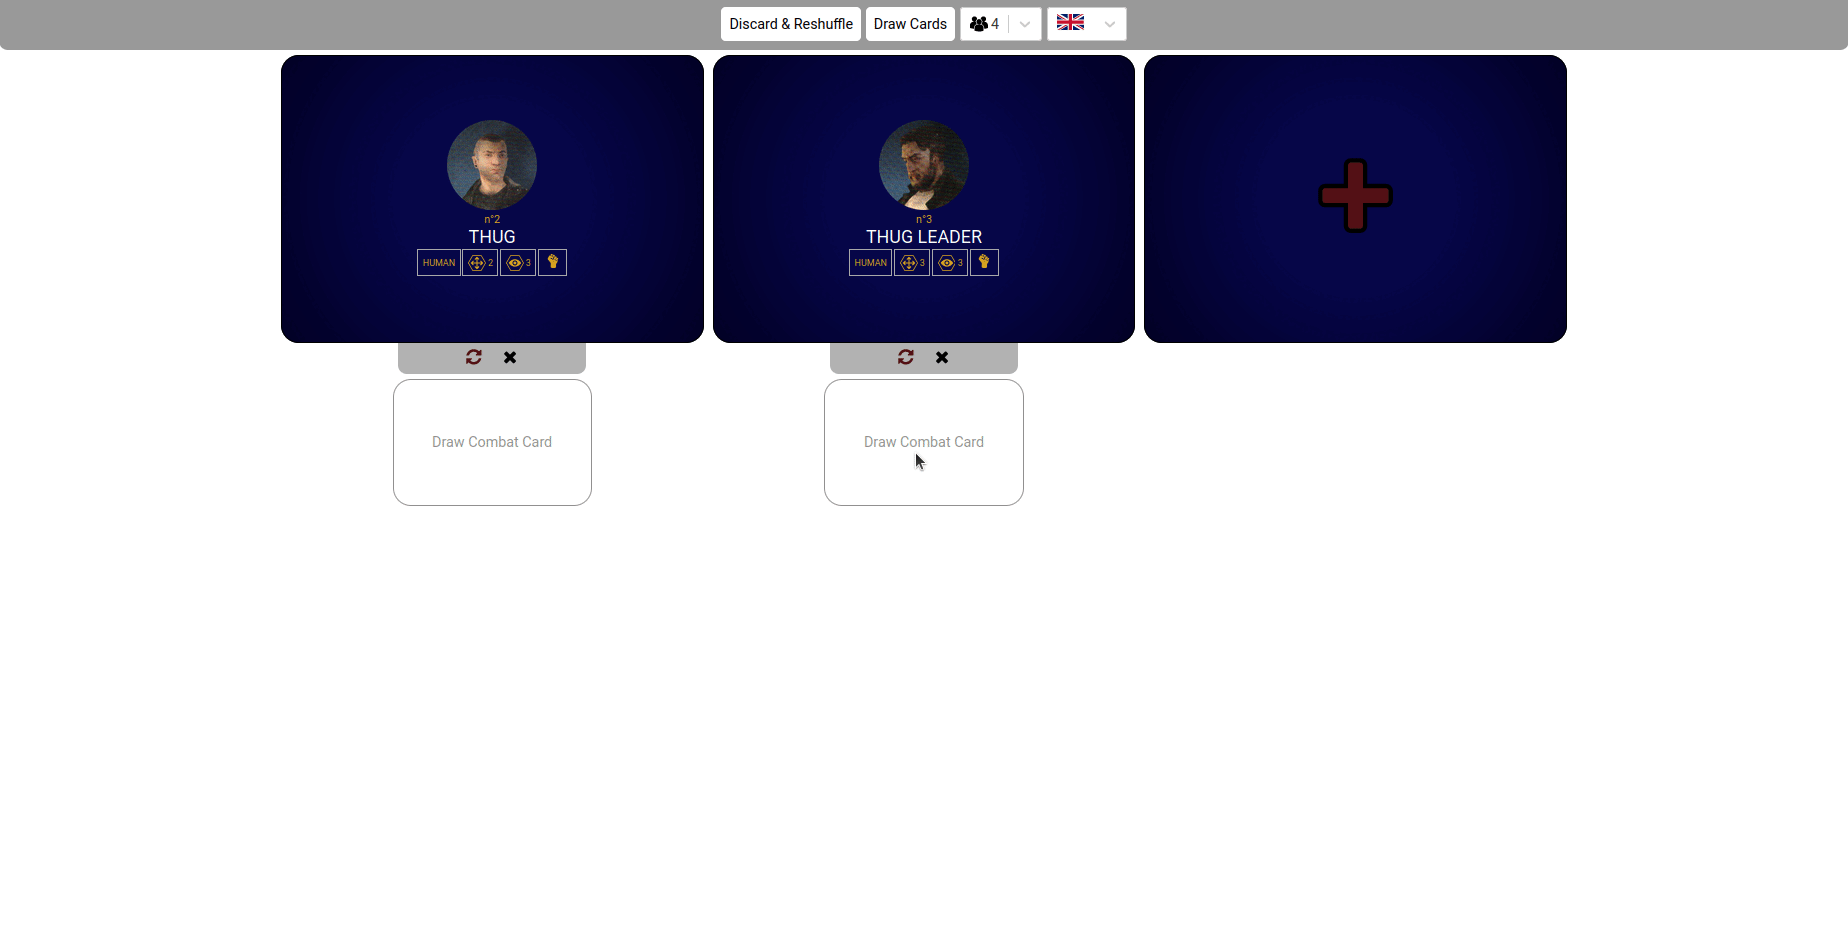 Discard & Reshuffle
Draw Cards
4
n°2
THUG
HUMAN 2 3
n°3
THUG LEADER
HUMAN 3 3
Draw Combat Card
Draw Combat Card